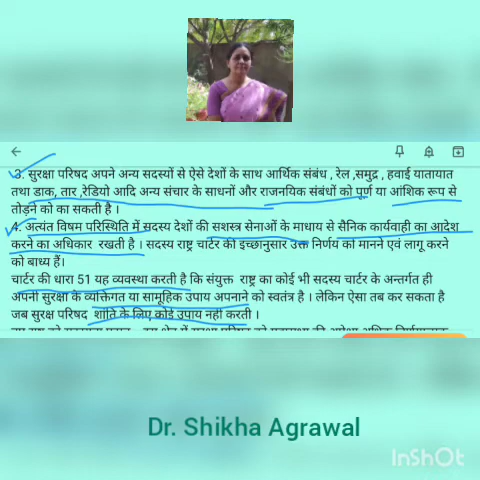 3. सुरक्षा परिषद अपने अन्य सदस्यों से ऐसे देशों के साथ आर्थिक संबंध , रेल ,समुद्र , हवाई यातायात
तथा डाक, तार ,रेडियो आदि अन्य संचार के साधनों और राजनयिक संबंधों को पूर्ण या आंशिक रूप से
तोड़ने को का सकती है ।
4. अत्यंत विषम परिस्थिति में सदस्य देशों की सशस्त्र सेनाओं के माधाय से सैनिक कार्यवाही का आदेश
करने का अधिकार रखती है । सदस्य राष्ट्र चार्टर की इच्छानुसार उक्त निर्णय को मानने एवं लागू करने
को बाध्य हैं।
चार्टर की धारा 51 यह व्यवस्था करती है कि संयुक्त राष्ट्र का कोई भी सदस्य चार्टर के अन्तर्गत ही
अपनी सुरक्षा के व्यक्तिगत या सामूहिक उपाय अपनाने को स्वतंत्र है । लेकिन ऐसा तब कर सकता है
जब सुरक्ष परिषद शांति के लिए कोई उपाय नहीं करती ।
Dr. Shikha Agrawal
InShOt